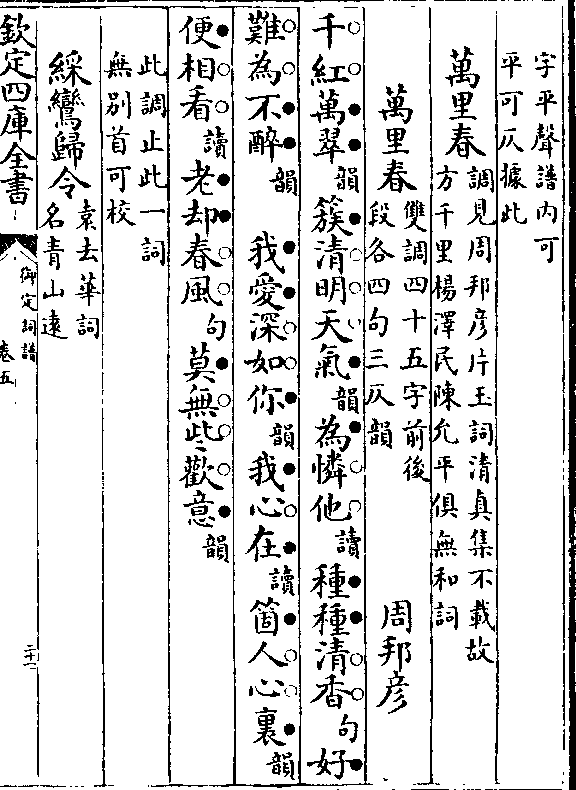 字平聲譜内可
平可仄據此
萬里春調見周邦彦片玉詞清真集不載故
方千里楊澤民陳允平俱無和詞
萬里春雙調四十五字前後
段各四句三仄韻
周邦彦
千紅萬翠韻簇清明天氣韻為憐他讀種種清香句好
難為不醉韻 我愛深如你韻我心在讀箇人心裏韻
便相看讀老却春風句莫無些歡意韻
此調止此一詞
無别首可校
綵鸞歸令袁去華詞
名青山遠
欽定四庫全書
御定詞譜
卷五